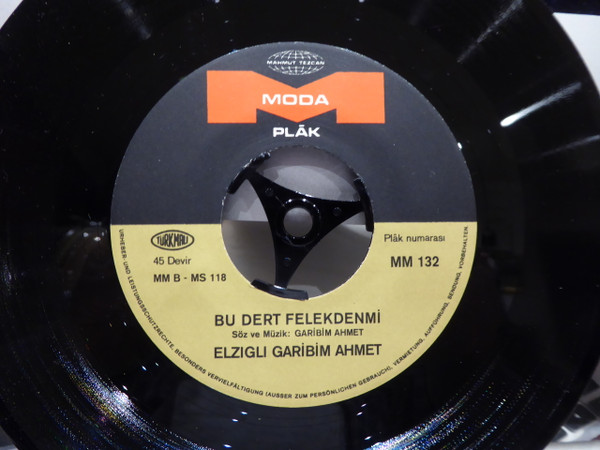 MAHMUT TEZCAN
MODA
PLÂK
TÜRKMALI
Plâk numarası
45 Devir
MM 132
MM B - MS 118
BU DERT FELEKDENMİ
Söz ve Müzik: GARİBİM AHMET
ELZIGLI GARİBİM AHMET
URHEBER- UND LEISTUNGSSCHUTZRECHTE, BESONDERS VERVIELFÄLTIGUNG (AUSSER ZUM PERSÖNLICHEN GEBRAUCH), VERMIETUNG, AUFFÜHRUNG, SENDUNG, VORBEHALTEN.